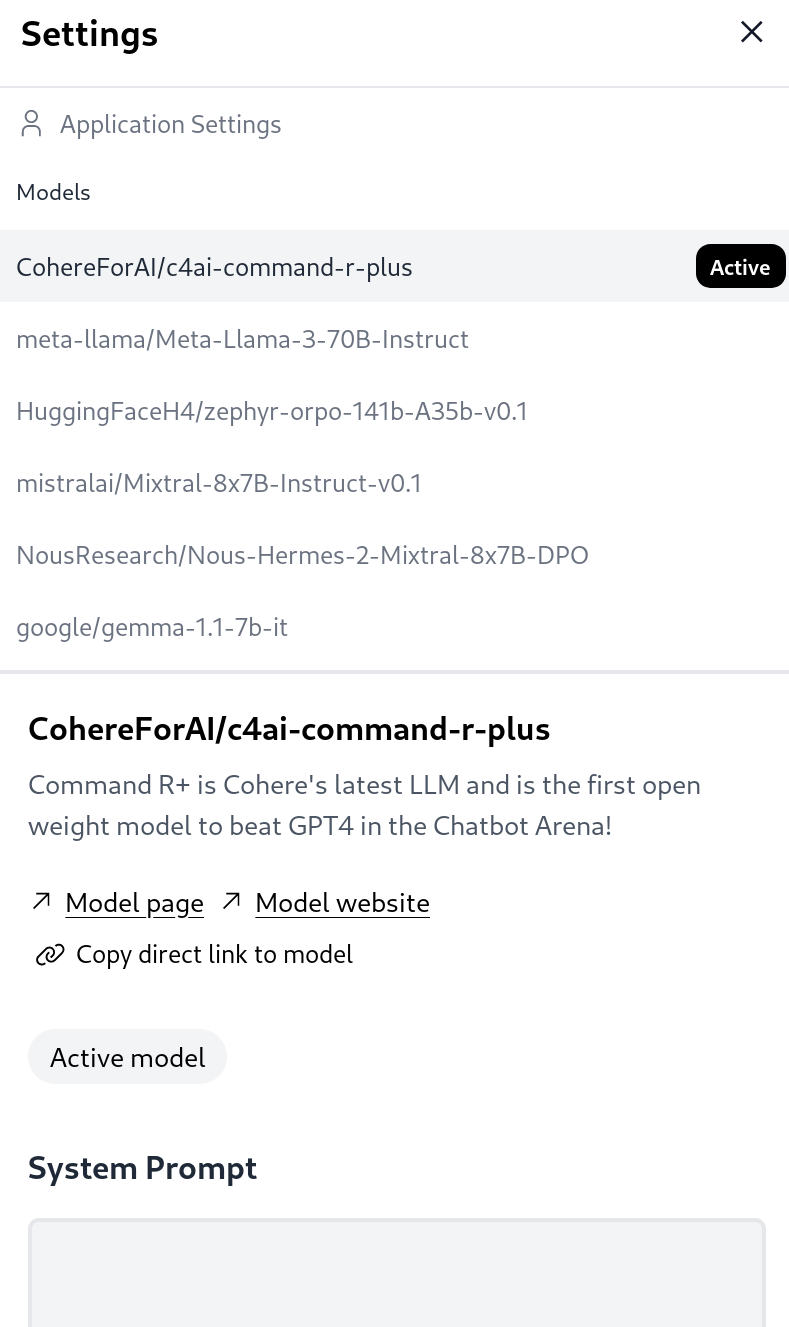 Settings
Application Settings
Models
CohereForAI/c4ai-command-r-plus
Active
meta-llama/Meta-Llama-3-70B-Instruct
HuggingFaceH4/zephyr-orpo-141b-A35b-v0.1
mistralai/Mixtral-8x7B-Instruct-v0.1
NousResearch/Nous-Hermes-2-Mixtral-8x7B-DPO
google/gemma-1.1-7b-it
CohereForAI/c4ai-command-r-plus
Command R+ is Cohere's latest LLM and is the first open
weight model to beat GPT4 in the Chatbot Arena!
Model page Model website
Copy direct link to model
Active model
System Prompt